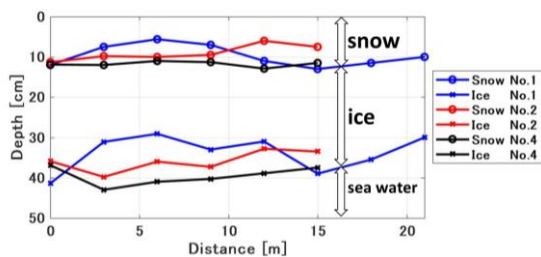 0
10
20
30
40
50
Depth [cm]
snow
ice
sea water
0 5 10 15 20
Distance [m]
Snow No.1
Ice No.1
Snow No.2
Ice No.2
Snow No.4
Ice No.4